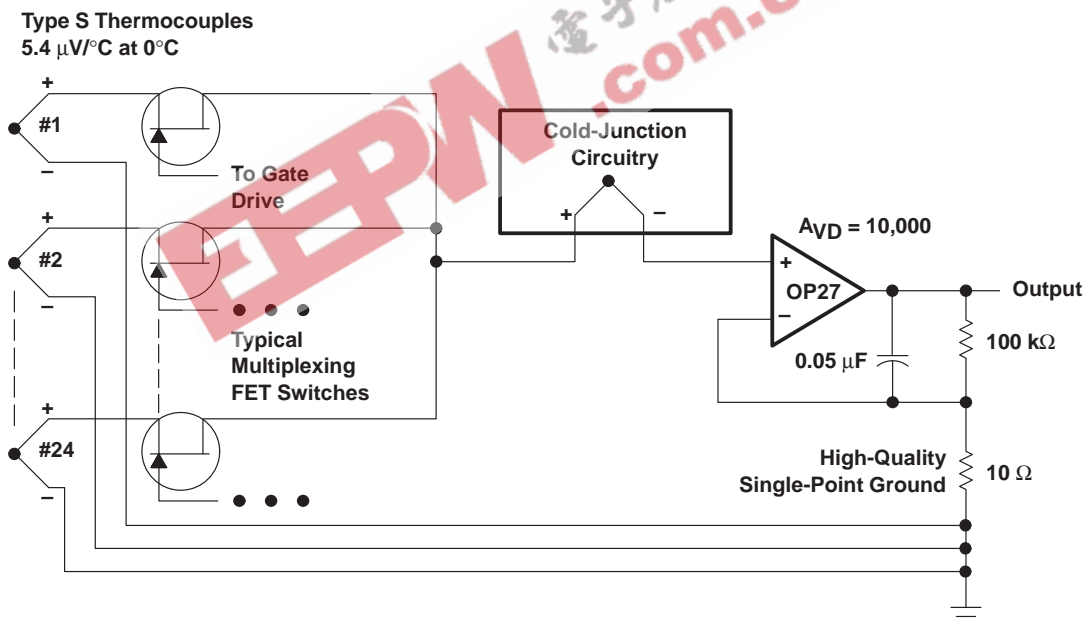 Type S Thermocouples
5.4 μV/°C at 0°C
+
#1
−
To Gate
Drive
+
#2
−
Typical
Multiplexing
FET Switches
+
#24
−
Cold-Junction
Circuitry
+
−
AVD = 10,000
+
OP27
−
Output
0.05 μF
100 kΩ
High-Quality
Single-Point Ground
10 Ω
EEPW
.com.c